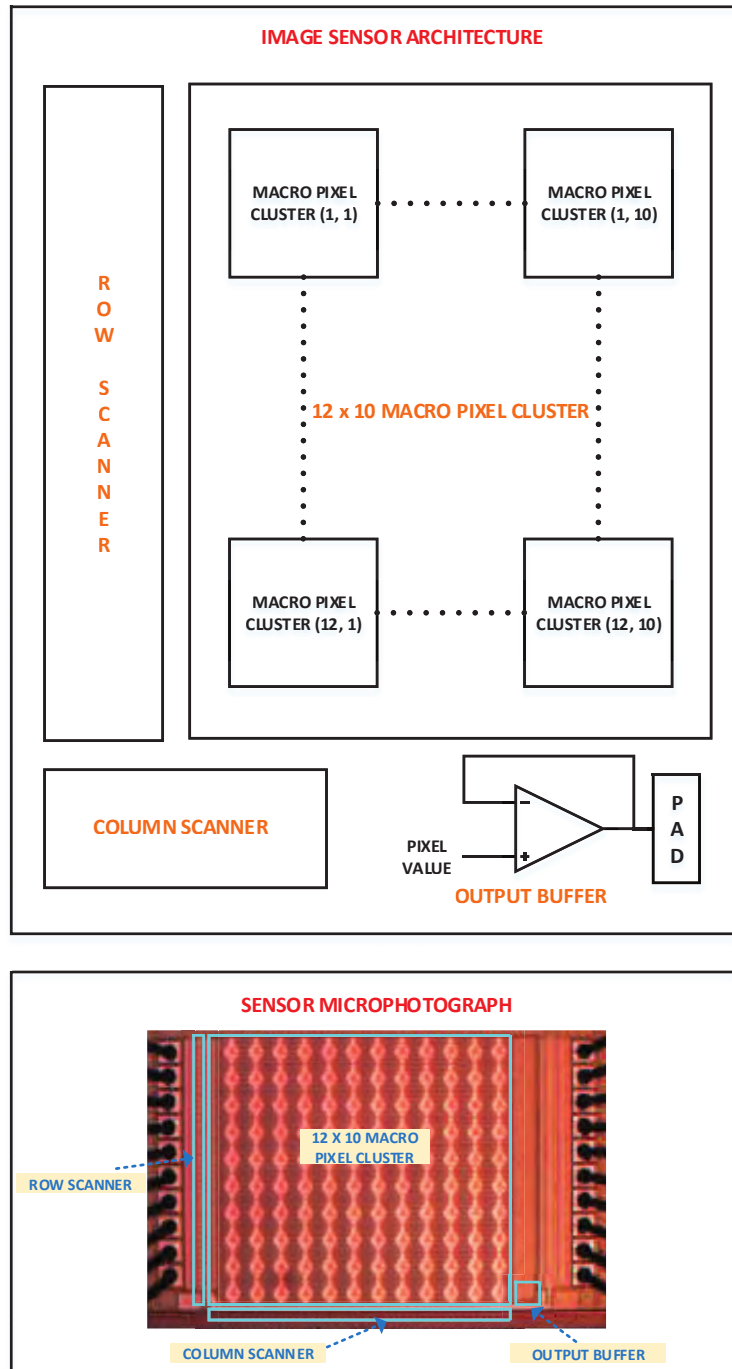 IMAGE SENSOR ARCHITECTURE
MACRO PIXEL
CLUSTER (1, 1)
MACRO PIXEL
CLUSTER (1, 10)
R
O
W
S
C
A
N
N
E
R
12 x 10 MACRO PIXEL CLUSTER
MACRO PIXEL
CLUSTER (12, 1)
MACRO PIXEL
CLUSTER (12, 10)
COLUMN SCANNER
PIXEL
VALUE
OUTPUT BUFFER
P
A
D
SENSOR MICROPHOTOGRAPH
12 X 10 MACRO
PIXEL CLUSTER
ROW SCANNER
COLUMN SCANNER
OUTPUT BUFFER